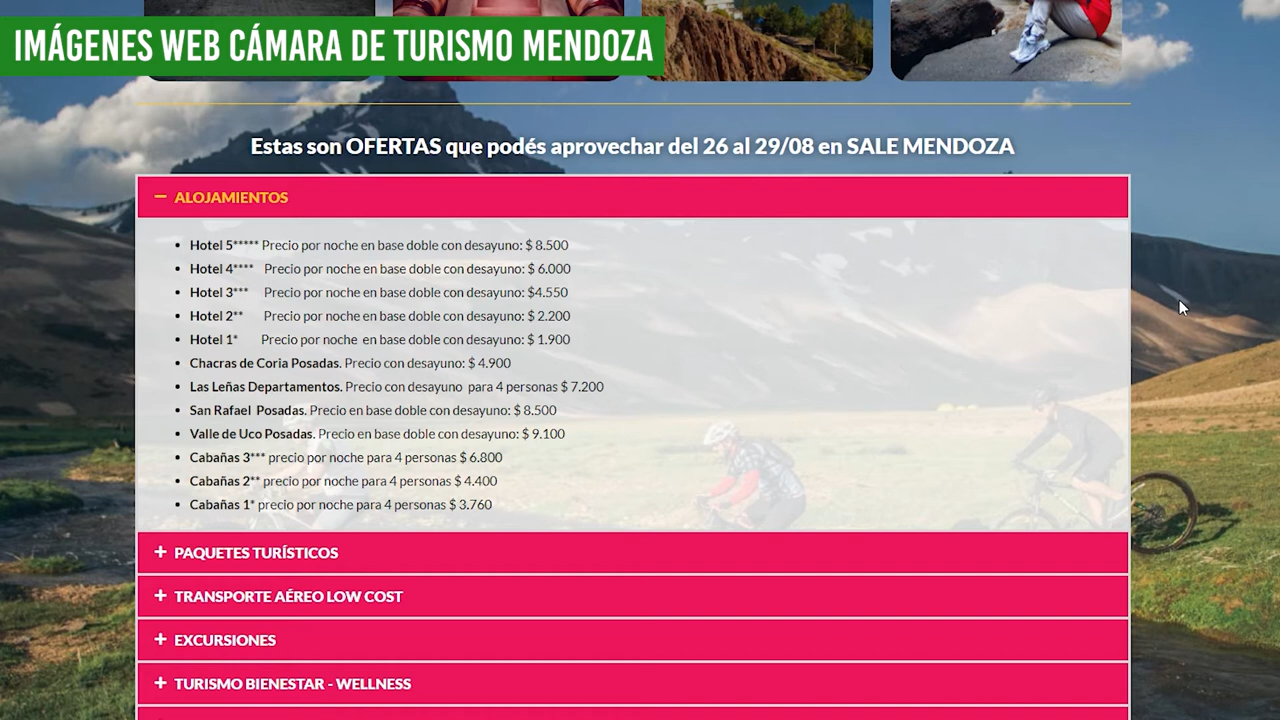 IMÁGENES WEB CÁMARA DE TURISMO MENDOZA
Estas son OFERTAS que podés aprovechar del 26 al 29/08 en SALE MENDOZA
− ALOJAMIENTOS
• Hotel 5***** Precio por noche en base doble con desayuno: $ 8.500
• Hotel 4**** Precio por noche en base doble con desayuno: $ 6.000
• Hotel 3*** Precio por noche en base doble con desayuno: $4.550
• Hotel 2** Precio por noche en base doble con desayuno: $ 2.200
• Hotel 1* Precio por noche en base doble con desayuno: $ 1.900
• Chacras de Coria Posadas. Precio con desayuno: $ 4.900
• Las Leñas Departamentos. Precio con desayuno para 4 personas $ 7.200
• San Rafael Posadas. Precio en base doble con desayuno: $ 8.500
• Valle de Uco Posadas. Precio en base doble con desayuno: $ 9.100
• Cabañas 3*** precio por noche para 4 personas $ 6.800
• Cabañas 2** precio por noche para 4 personas $ 4.400
• Cabañas 1* precio por noche para 4 personas $ 3.760
+ PAQUETES TURÍSTICOS
+ TRANSPORTE AÉREO LOW COST
+ EXCURSIONES
+ TURISMO BIENESTAR - WELLNESS